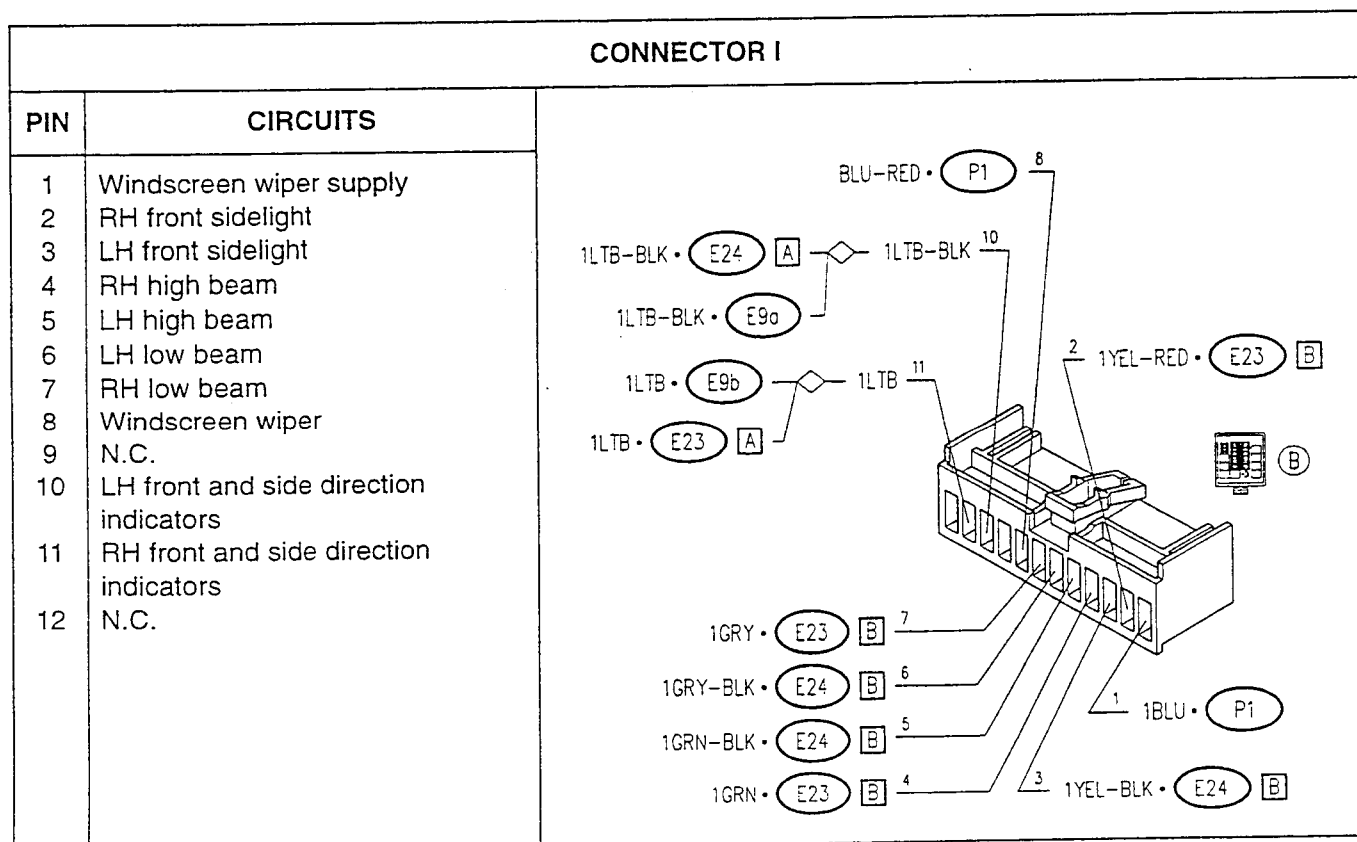 CONNECTOR I
PIN CIRCUITS
1 Windscreen wiper supply
2 RH front sidelight
3 LH front sidelight
4 RH high beam
5 LH high beam
6 LH low beam
7 RH low beam
8 Windscreen wiper
9 N.C.
10 LH front and side direction
indicators
11 RH front and side direction
indicators
12 N.C.
BLU-RED • P1 8
1LTB-BLK • E24 A 1LTB-BLK 10
1LTB-BLK • E9a
1LTB • E9b 1LTB 11
1LTB • E23 A
2 1YEL-RED • E23 B
B
1GRY • E23 B 7
1GRY-BLK • E24 B 6
1GRN-BLK • E24 B 5
1GRN • E23 B 4
1 1BLU • P1
3 1YEL-BLK • E24 B